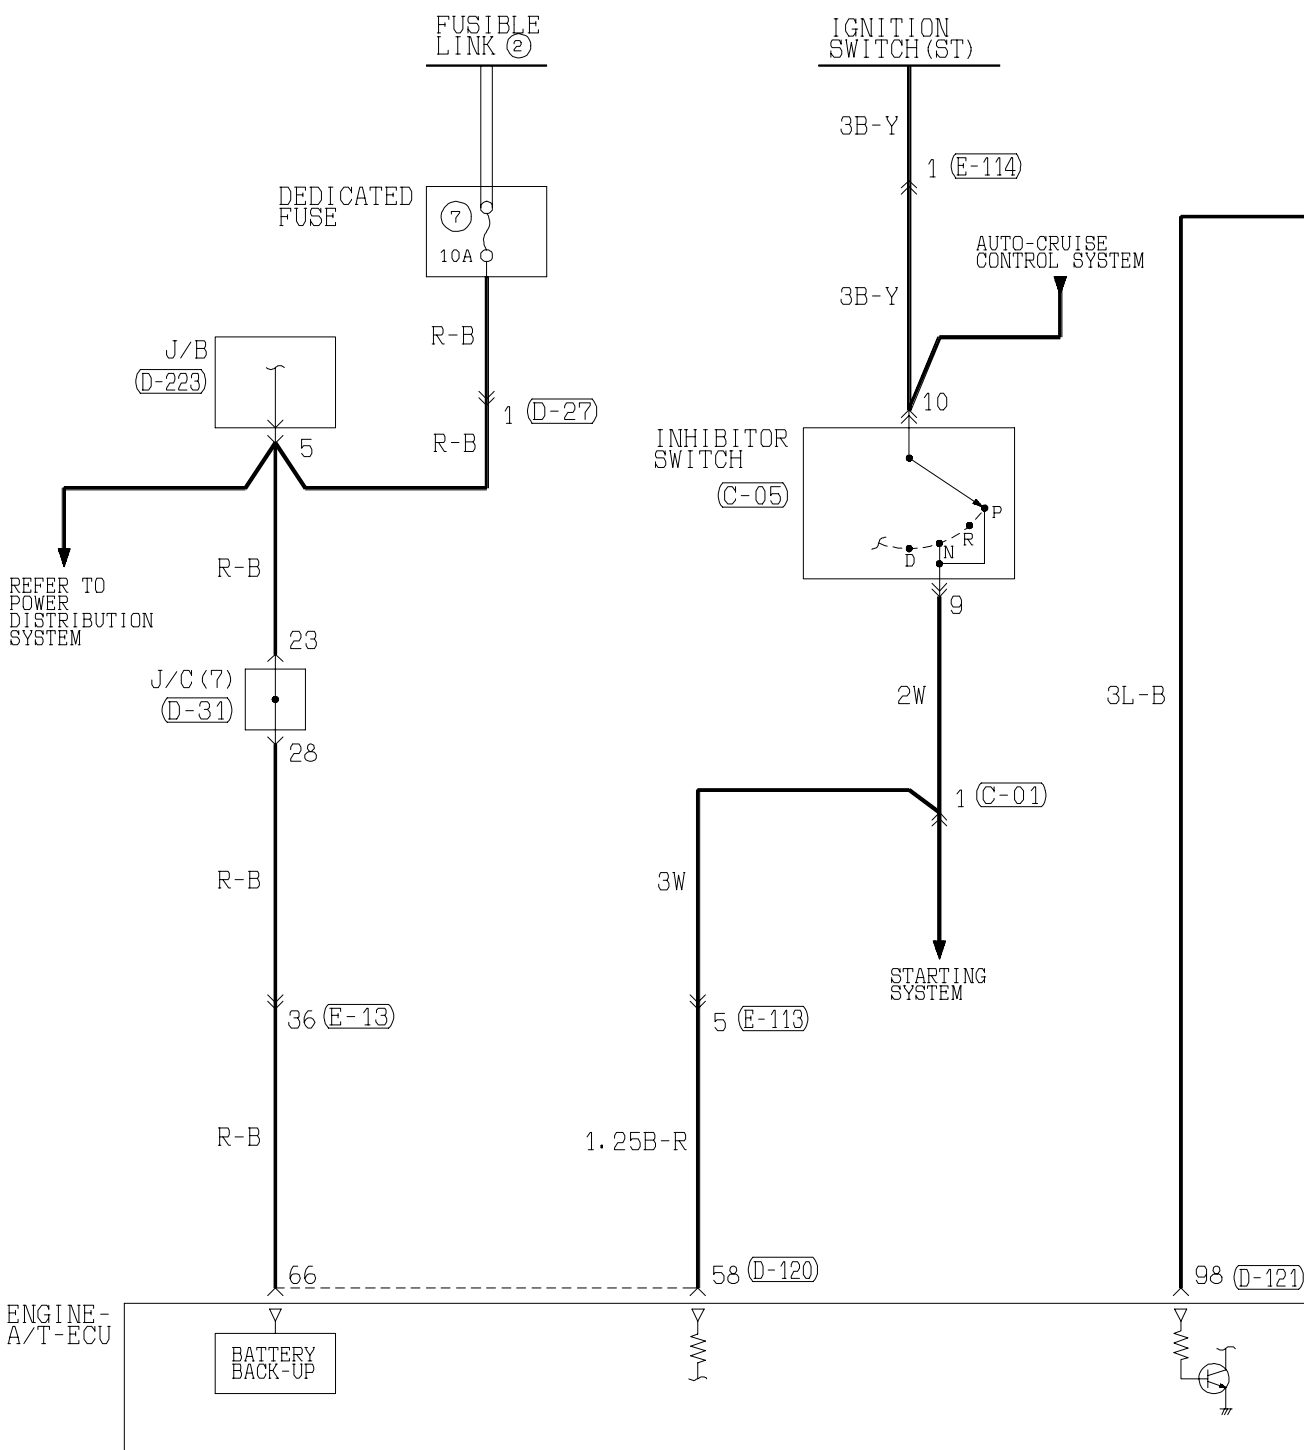 FUSIBLE
LINK ②
IGNITION
SWITCH(ST)
3B-Y
1 E-114
DEDICATED
FUSE
7
10A
AUTO-CRUISE
CONTROL SYSTEM
3B-Y
R-B
J/B
D-223
1 D-27
10
R-B
5
INHIBITOR
SWITCH
C-05
P
R
N
D
R-B
REFER TO
POWER
DISTRIBUTION
SYSTEM
9
23
J/C(7)
D-31
2W
3L-B
28
1 C-01
R-B
3W
STARTING
SYSTEM
36 E-13
5 E-113
R-B
1.25B-R
66
58 D-120
98 D-121
ENGINE-
A/T-ECU
BATTERY
BACK-UP